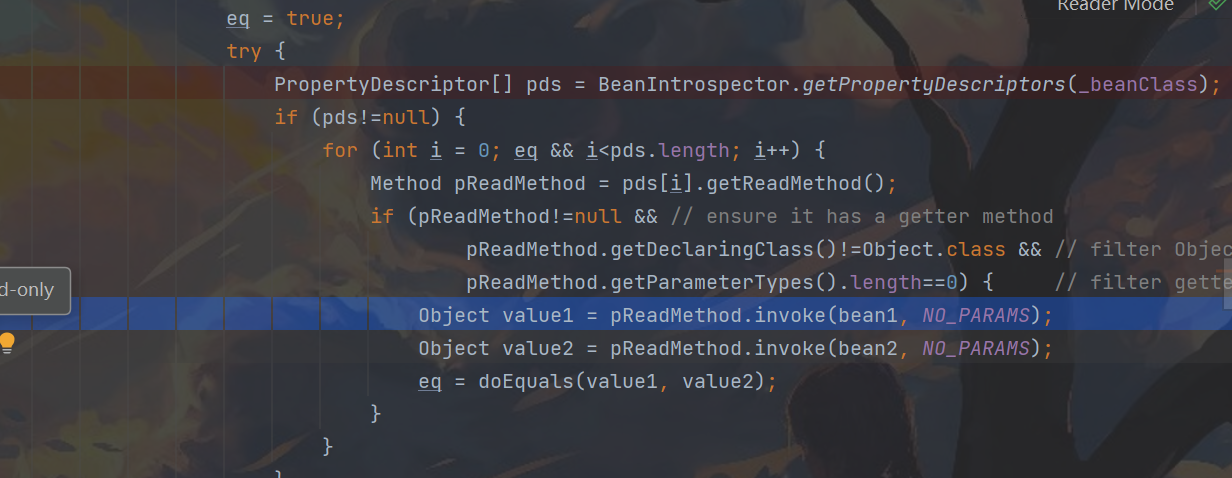 Reader Mode
eq = true;
try {
PropertyDescriptor[] pds = BeanIntrospector.getPropertyDescriptors(_beanClass);
if (pds!=null) {
for (int i = 0; eq && i<pds.length; i++) {
Method pReadMethod = pds[i].getReadMethod();
if (pReadMethod!=null && // ensure it has a getter method
pReadMethod.getDeclaringClass()!=Object.class && // filter Objec
pReadMethod.getParameterTypes().length==0) { // filter gette
d-only
Object value1 = pReadMethod.invoke(bean1, NO_PARAMS);
Object value2 = pReadMethod.invoke(bean2, NO_PARAMS);
eq = doEquals(value1, value2);
}
}